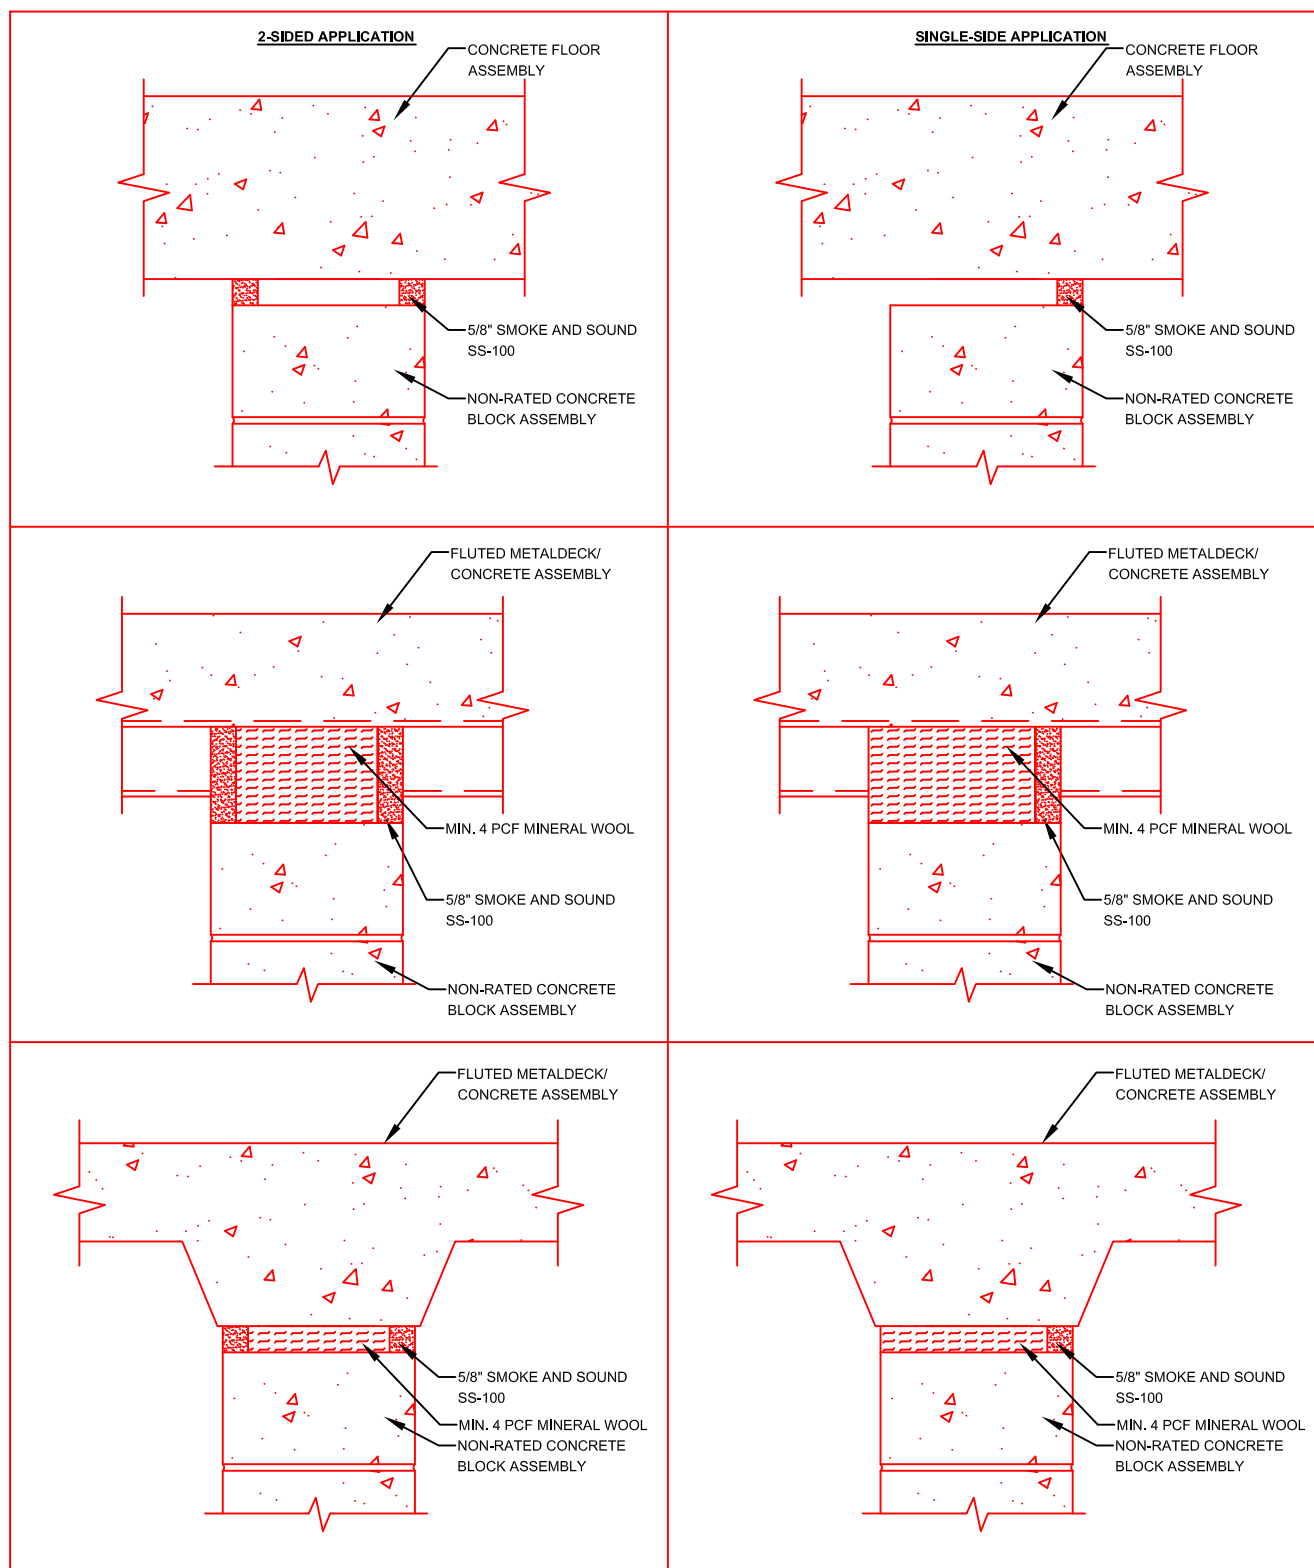 2-SIDED APPLICATION
CONCRETE FLOOR
ASSEMBLY
5/8" SMOKE AND SOUND
SS-100
NON-RATED CONCRETE
BLOCK ASSEMBLY
SINGLE-SIDE APPLICATION
CONCRETE FLOOR
ASSEMBLY
5/8" SMOKE AND SOUND
SS-100
NON-RATED CONCRETE
BLOCK ASSEMBLY
FLUTED METALDECK/
CONCRETE ASSEMBLY
MIN. 4 PCF MINERAL WOOL
5/8" SMOKE AND SOUND
SS-100
NON-RATED CONCRETE
BLOCK ASSEMBLY
FLUTED METALDECK/
CONCRETE ASSEMBLY
MIN. 4 PCF MINERAL WOOL
5/8" SMOKE AND SOUND
SS-100
NON-RATED CONCRETE
BLOCK ASSEMBLY
FLUTED METALDECK/
CONCRETE ASSEMBLY
5/8" SMOKE AND SOUND
SS-100
MIN. 4 PCF MINERAL WOOL
NON-RATED CONCRETE
BLOCK ASSEMBLY
FLUTED METALDECK/
CONCRETE ASSEMBLY
5/8" SMOKE AND SOUND
SS-100
MIN. 4 PCF MINERAL WOOL
NON-RATED CONCRETE
BLOCK ASSEMBLY